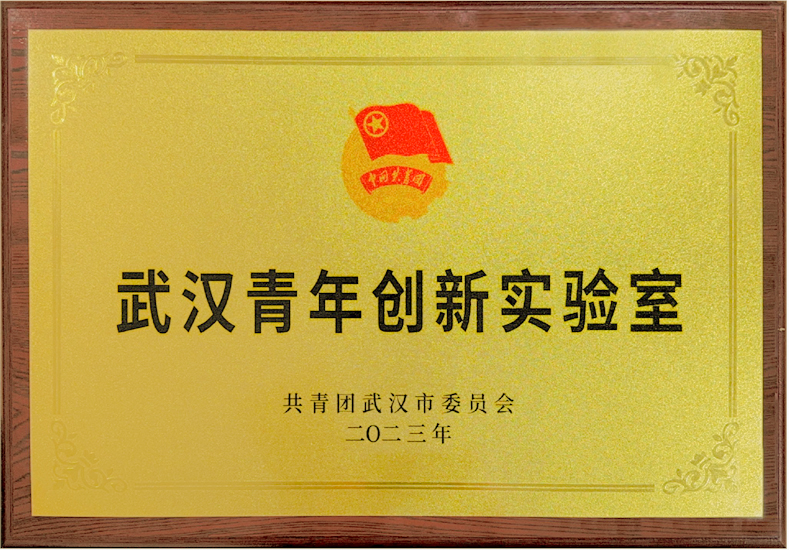 中国共青团
武汉青年创新实验室
共青团武汉市委员会
二〇二三年